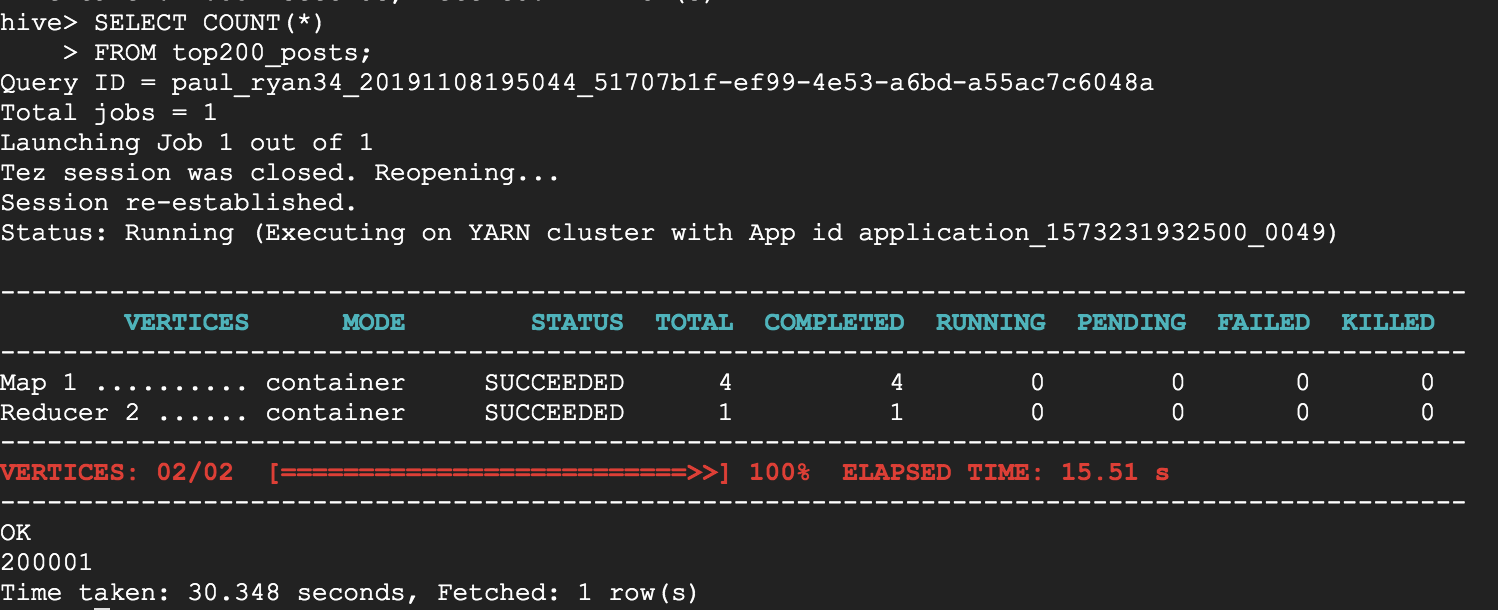 hive> SELECT COUNT(*)
    > FROM top200_posts;
Query ID = paul_ryan34_20191108195044_51707b1f-ef99-4e53-a6bd-a55ac7c6048a
Total jobs = 1
Launching Job 1 out of 1
Tez session was closed. Reopening...
Session re-established.
Status: Running (Executing on YARN cluster with App id application_1573231932500_0049)
----------------------------------------------------------------------------------------------
        VERTICES      MODE        STATUS  TOTAL  COMPLETED  RUNNING  PENDING  FAILED  KILLED
----------------------------------------------------------------------------------------------
Map 1 .......... container     SUCCEEDED      4          4        0        0       0       0
Reducer 2 ...... container     SUCCEEDED      1          1        0        0       0       0
----------------------------------------------------------------------------------------------
VERTICES: 02/02  [==========================>>] 100%  ELAPSED TIME: 15.51 s
----------------------------------------------------------------------------------------------
OK
200001
Time taken: 30.348 seconds, Fetched: 1 row(s)